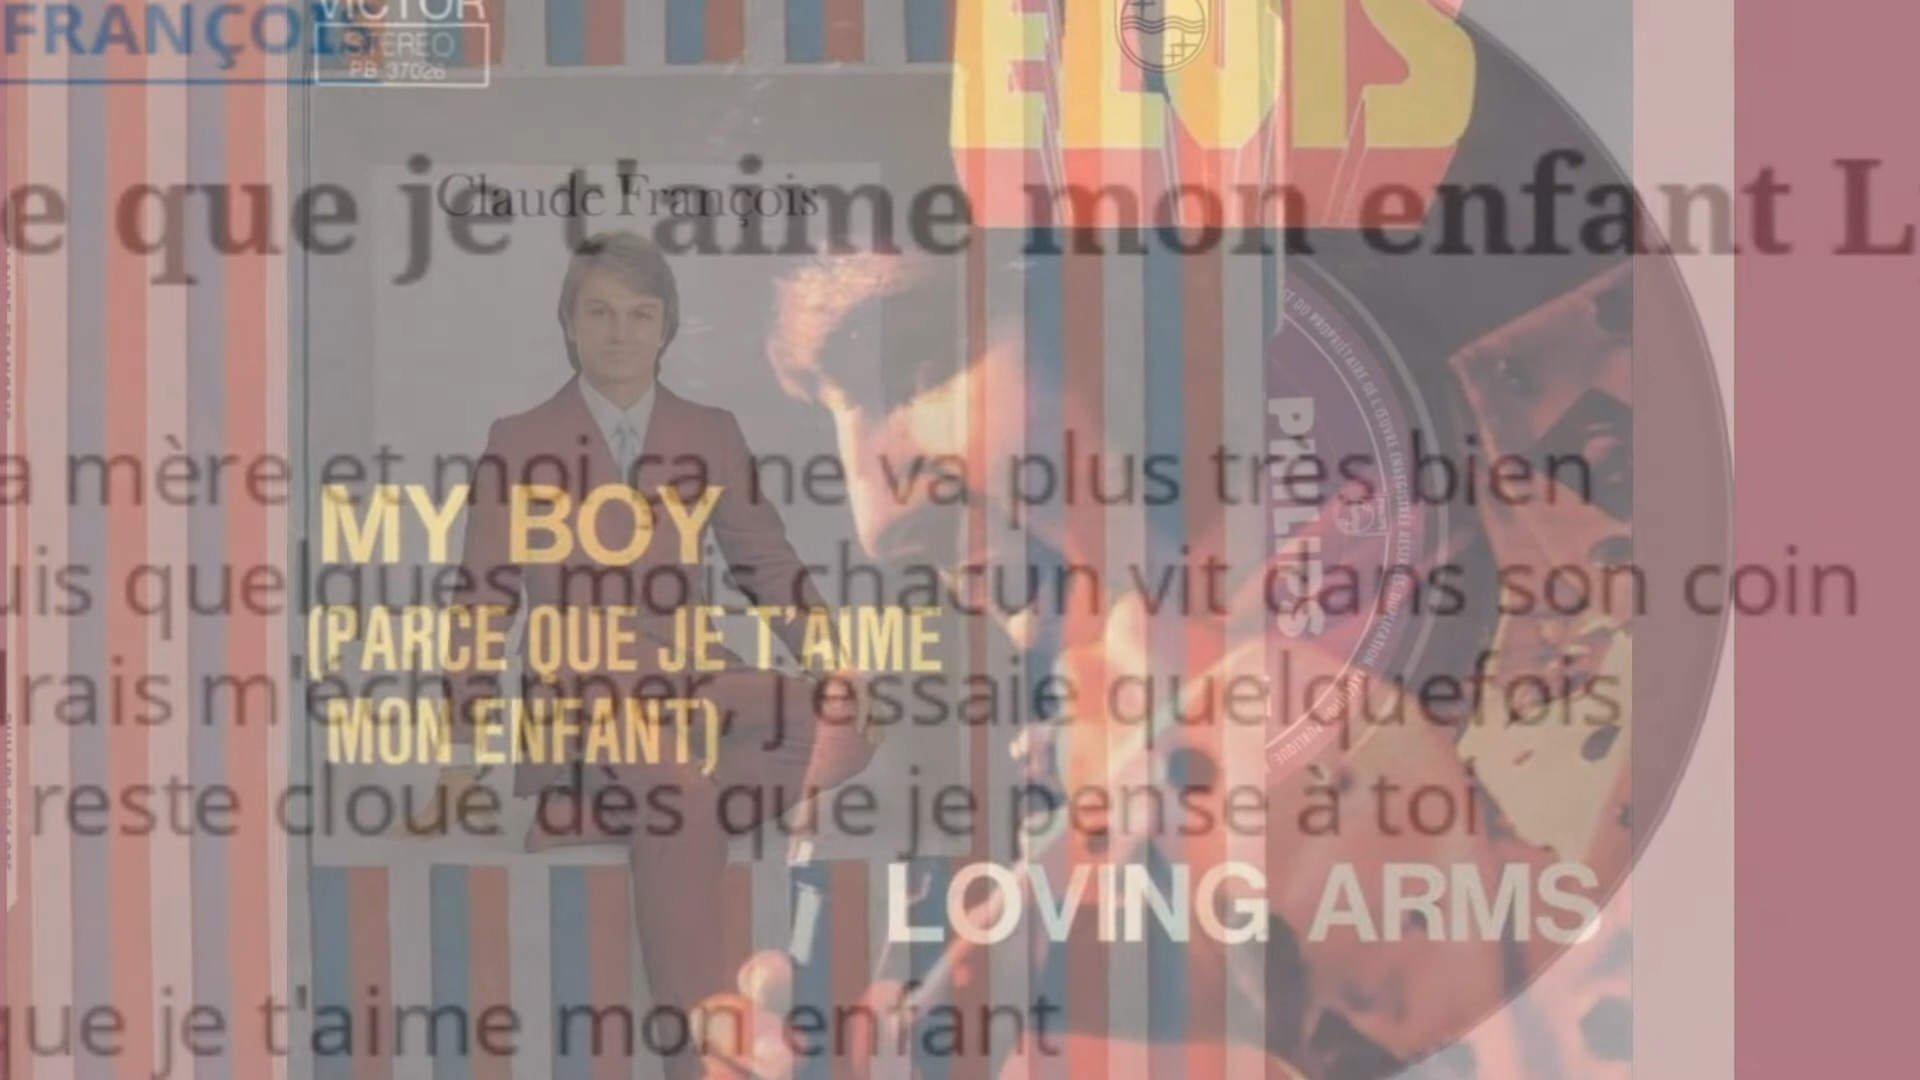 FRANÇOI
VICTOR
STEREO
PB 37026
ELVIS
Claude François
e que je t'aime mon enfant L
a mère et moi ça ne va plus très bien
MY BOY
uis quelques mois chacun vit dans son coin
(PARCE QUE JE T'AIME
MON ENFANT)
drais m'échapper, j'essaie quelquefois
reste cloué dès que je pense à toi
PHILIPS
LOVING ARMS
que je t'aime mon enfant